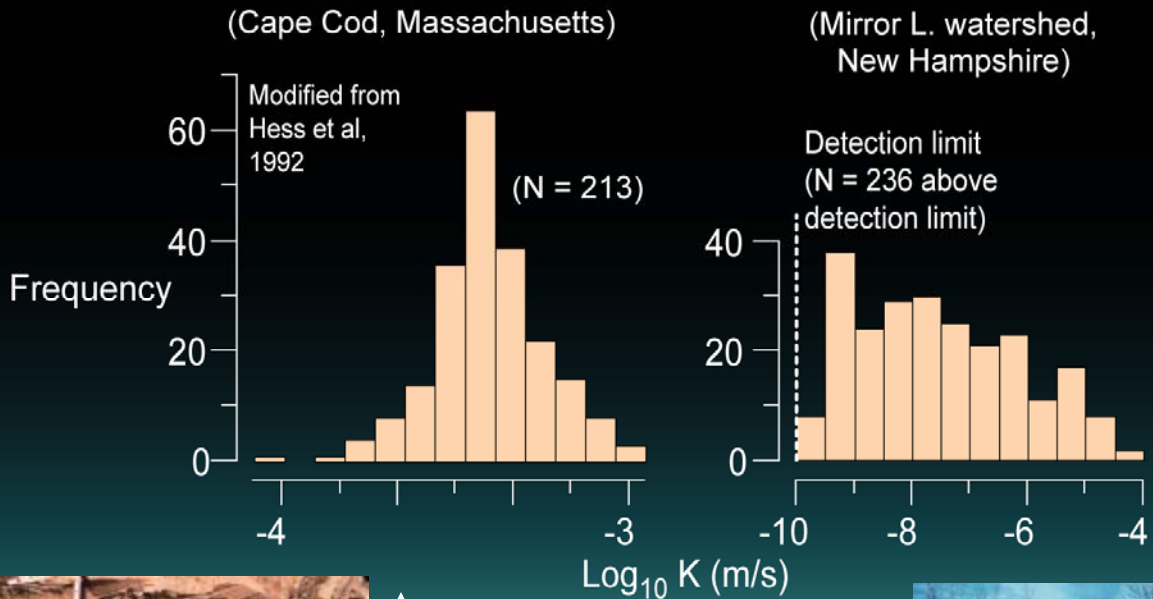 (Cape Cod, Massachusetts)
(Mirror L. watershed,
New Hampshire)
Modified from
Hess et al,
1992
(N = 213)
Detection limit
(N = 236 above
detection limit)
Frequency
60
40
20
0
40
20
0
-4
-3
-10
-8
-6
-4
Log₁₀ K (m/s)